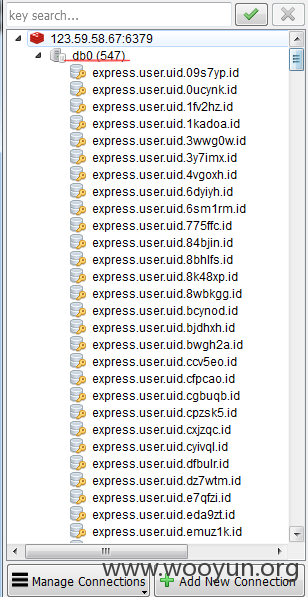 key search...
123.59.58.67:6379
db0 (547)
express.user.uid.09s7yp.id
express.user.uid.0ucynk.id
express.user.uid.1fv2hz.id
express.user.uid.1kadoa.id
express.user.uid.3wwg0w.id
express.user.uid.3y7imx.id
express.user.uid.4vgoxh.id
express.user.uid.6dyiyh.id
express.user.uid.6sm1rm.id
express.user.uid.775ffc.id
express.user.uid.84bjin.id
express.user.uid.8bhlfs.id
express.user.uid.8k48xp.id
express.user.uid.8wbkgg.id
express.user.uid.bcynod.id
express.user.uid.bjdhxh.id
express.user.uid.bwgh2a.id
express.user.uid.ccv5eo.id
express.user.uid.cfpcao.id
express.user.uid.cgbuqb.id
express.user.uid.cpzsk5.id
express.user.uid.cxjzqc.id
express.user.uid.cyivql.id
express.user.uid.dfbulr.id
express.user.uid.dz7wtm.id
express.user.uid.e7qfzi.id
express.user.uid.eda9zt.id
express.user.uid.emuz1k.id
www.wooyun.org
Manage Connections
Add New Connection